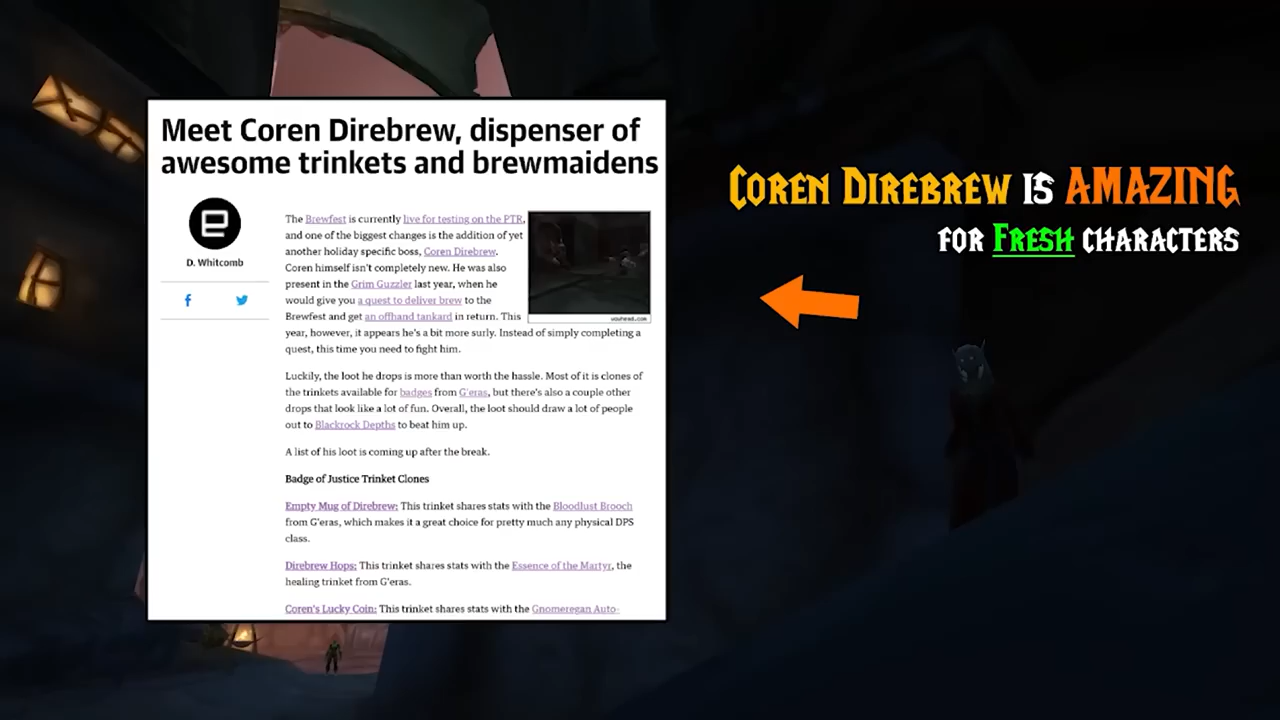 Meet Coren Direbrew, dispenser of
awesome trinkets and brewmaidens
D. Whitcomb
The Brewfest is currently live for testing on the PTR,
and one of the biggest changes is the addition of yet
another holiday specific boss, Coren Direbrew.
Coren himself isn't completely new. He was also
present in the Grim Guzzler last year, when he
would give you a quest to deliver brew to the
Brewfest and get an offhand tankard in return. This
year, however, it appears he's a bit more surly. Instead of simply completing a
quest, this time you need to fight him.
wowhead.com
Luckily, the loot he drops is more than worth the hassle. Most of it is clones of
the trinkets available for badges from G'eras, but there's also a couple other
drops that look like a lot of fun. Overall, the loot should draw a lot of people
out to Blackrock Depths to beat him up.
A list of his loot is coming up after the break.
Badge of Justice Trinket Clones
Empty Mug of Direbrew: This trinket shares stats with the Bloodlust Brooch
from G'eras, which makes it a great choice for pretty much any physical DPS
class.
Direbrew Hops: This trinket shares stats with the Essence of the Martyr, the
healing trinket from G'eras.
Coren's Lucky Coin: This trinket shares stats with the Gnomeregan Auto-
Coren Direbrew is AMAZING
for Fresh characters